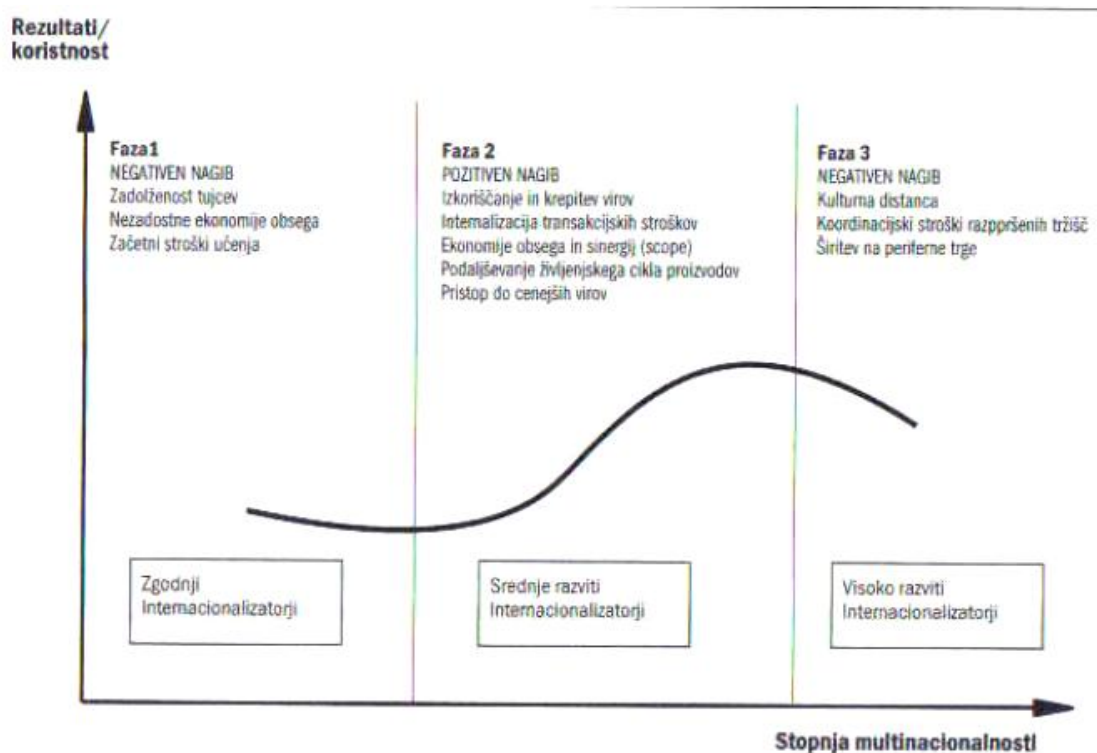 Rezultati/
koristnost
Faza1
NEGATIVEN NAGIB
Zadolženost tujcev
Nezadostne ekonomije obsega
Začetni stroški učenja
Faza 2
POZITIVEN NAGIB
Izkoriščanje in krepitev virov
Internalizacija transakcijskih stroškov
Ekonomije obsega in sinergij (scope)
Podaljševanje življenjskega cikla proizvodov
Pristop do cenejših virov
Faza 3
NEGATIVEN NAGIB
Kulturna distanca
Koordinacijski stroški razppršenih tržišč
Širitev na periferne trge
Zgodnji
Internacionalizatorji
Srednje razviti
Internacionalizatorji
Visoko razviti
Internacionalizatorji
Stopnja multinacionalnosti